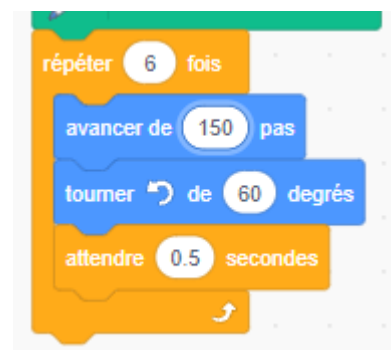 répéter 6 fois
avancer de 150 pas
tourner de 60 degrés
attendre 0.5 secondes